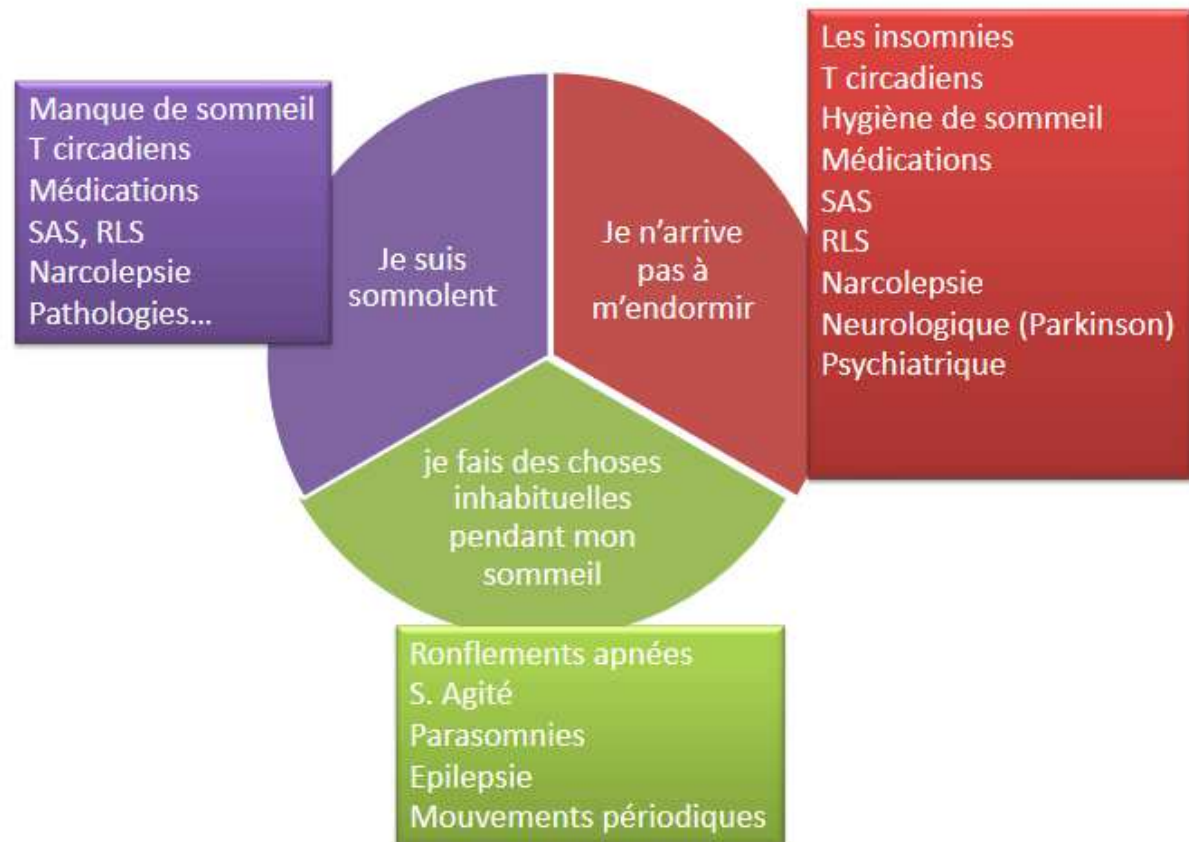 Manque de sommeil
T circadiens
Médications
SAS, RLS
Narcolepsie
Pathologies...
Je suis
somnolent
Je n'arrive
pas à
m'endormir
Les insomnies
T circadiens
Hygiène de sommeil
Médications
SAS
RLS
Narcolepsie
Neurologique (Parkinson)
Psychiatrique
je fais des choses
inhabituelles
pendant mon
sommeil
Ronflements apnées
S. Agité
Parasomnies
Epilepsie
Mouvements périodiques